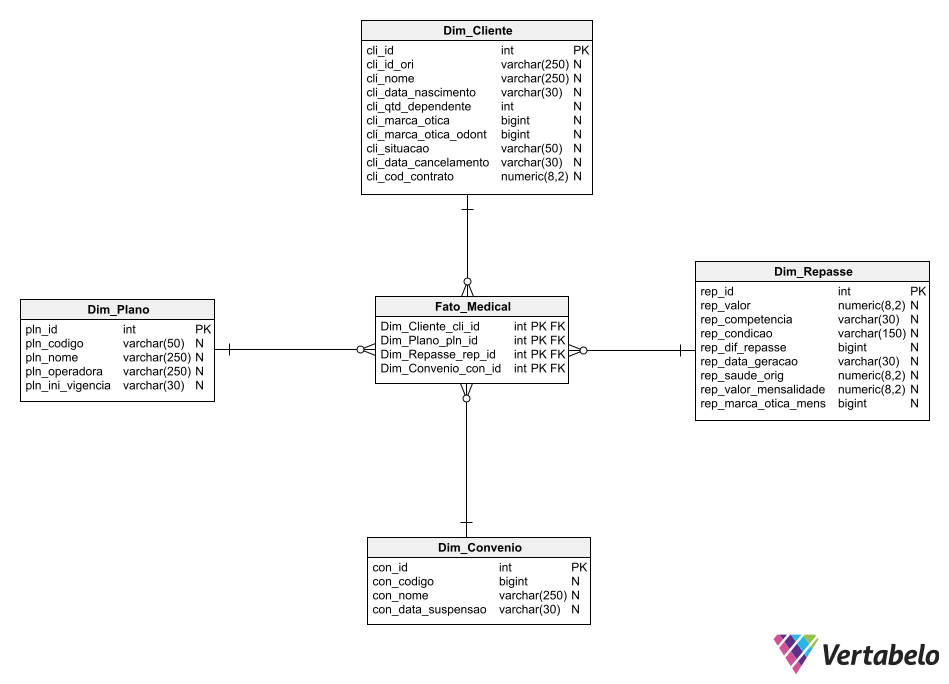 Dim_Cliente
cli_id int PK
cli_id_ori varchar(250) N
cli_nome varchar(250) N
cli_data_nascimento varchar(30) N
cli_qtd_dependente int N
cli_marca_otica bigint N
cli_marca_otica_odont bigint N
cli_situacao varchar(50) N
cli_data_cancelamento varchar(30) N
cli_cod_contrato numeric(8,2) N
Dim_Plano
pln_id int PK
pln_codigo varchar(50) N
pln_nome varchar(250) N
pln_operadora varchar(250) N
pln_ini_vigencia varchar(30) N
Fato_Medical
Dim_Cliente_cli_id int PK FK
Dim_Plano_pln_id int PK FK
Dim_Repasse_rep_id int PK FK
Dim_Convenio_con_id int PK FK
Dim_Repasse
rep_id int PK
rep_valor numeric(8,2) N
rep_competencia varchar(30) N
rep_condicao varchar(150) N
rep_dif_repasse bigint N
rep_data_geracao varchar(30) N
rep_saude_orig numeric(8,2) N
rep_valor_mensalidade numeric(8,2) N
rep_marca_otica_mens bigint N
Dim_Convenio
con_id int PK
con_codigo bigint N
con_nome varchar(250) N
con_data_suspensao varchar(30) N
Vertabelo